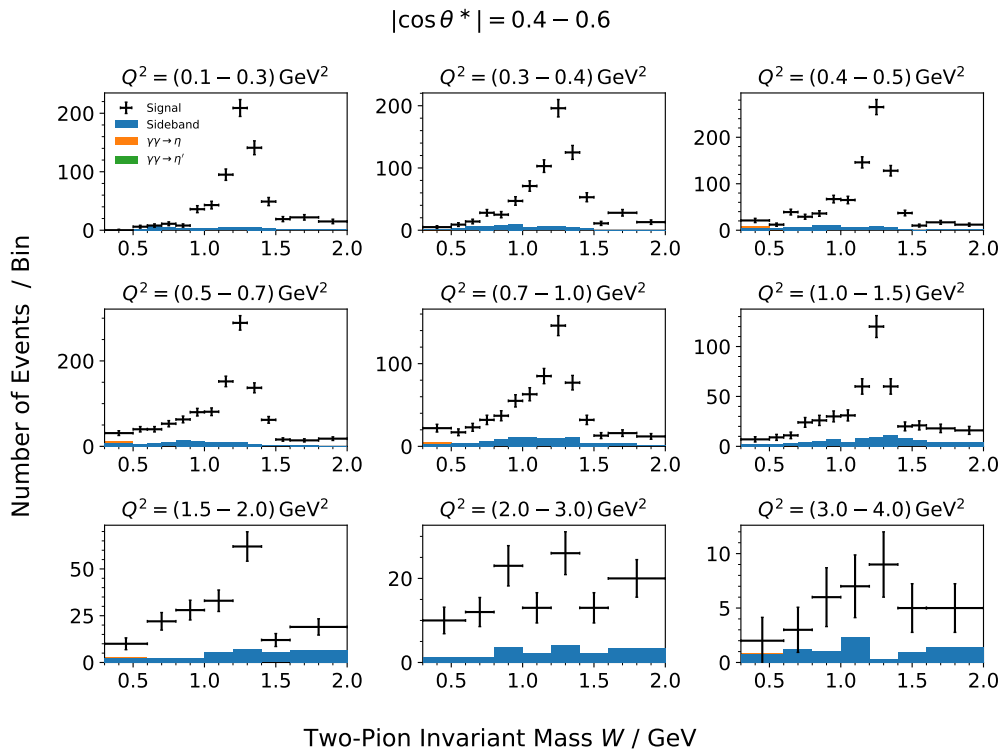 |cos θ *| = 0.4 − 0.6
Q² = (0.1 − 0.3) GeV²
Q² = (0.3 − 0.4) GeV²
Q² = (0.4 − 0.5) GeV²
200
100
0
Signal
Sideband
γγ → η
γγ → η′
0.5 1.0 1.5 2.0
200
100
0
0.5 1.0 1.5 2.0
200
0
0.5 1.0 1.5 2.0
Number of Events / Bin
Q² = (0.5 − 0.7) GeV²
Q² = (0.7 − 1.0) GeV²
Q² = (1.0 − 1.5) GeV²
200
0
0.5 1.0 1.5 2.0
100
0
0.5 1.0 1.5 2.0
100
50
0
0.5 1.0 1.5 2.0
Q² = (1.5 − 2.0) GeV²
Q² = (2.0 − 3.0) GeV²
Q² = (3.0 − 4.0) GeV²
50
25
0
0.5 1.0 1.5 2.0
20
0
0.5 1.0 1.5 2.0
10
5
0
0.5 1.0 1.5 2.0
Two-Pion Invariant Mass W / GeV